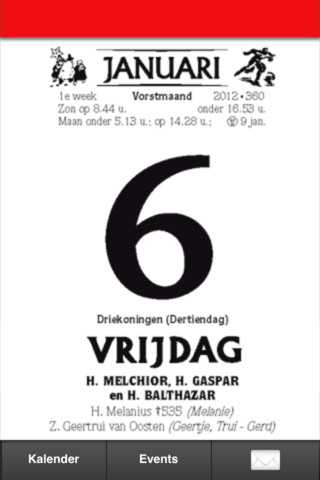 JANUARI
1e week Vorstmaand 2012•360
Zon op 8.44 u. onder 16.53 u.
Maan onder 5.13 u.; op 14.28 u.; 9 jan.
6
Driekoningen (Dertiendag)
VRIJDAG
H. MELCHIOR, H. GASPAR
en H. BALTHAZAR
H. Melanius †535 (Melanie)
Z. Geertrui van Oosten (Geertje, Trui - Gerd)
Kalender Events